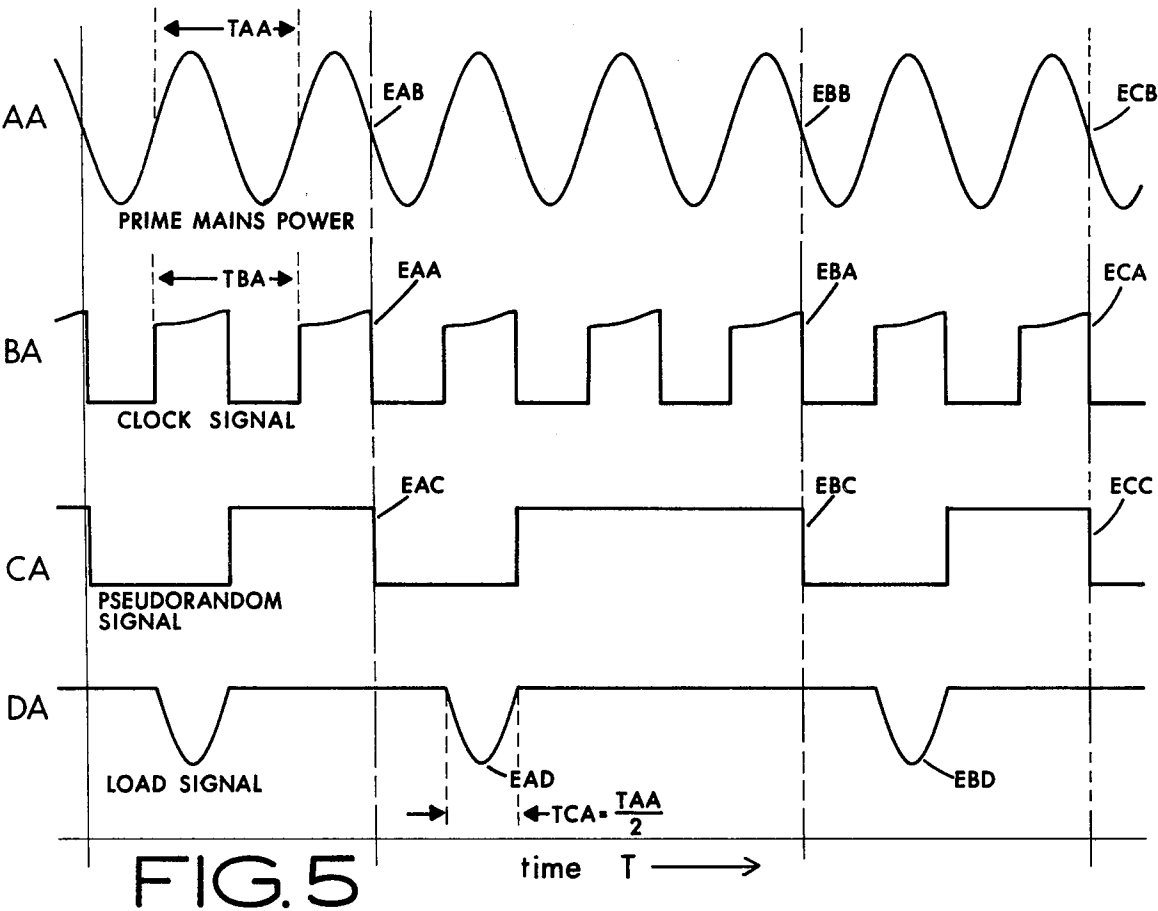 TAA
AA
EAB
EBB
ECB
PRIME MAINS POWER
TBA
EAA
EBA
ECA
BA
CLOCK SIGNAL
EAC
EBC
ECC
CA
PSEUDORANDOM
SIGNAL
DA
LOAD SIGNAL
EAD
EBD
TCA = TAA
2
time T
FIG. 5